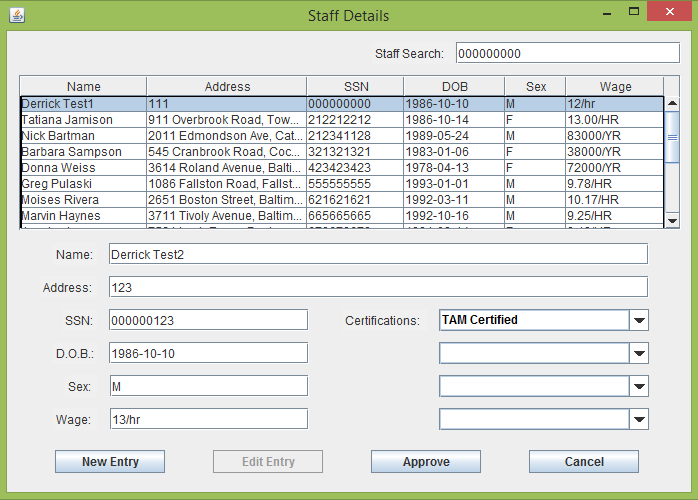 Staff Details
Staff Search: 000000000
Name Address SSN DOB Sex Wage
Derrick Test1 111 000000000 1986-10-10 M 12/hr
Tatiana Jamison 911 Overbrook Road, Tow... 212212212 1986-10-14 F 13.00/HR
Nick Bartman 2011 Edmondson Ave, Cat... 212341128 1989-05-24 M 83000/YR
Barbara Sampson 545 Cranbrook Road, Coc... 321321321 1983-01-06 F 38000/YR
Donna Weiss 3614 Roland Avenue, Balti... 423423423 1978-04-13 F 72000/YR
Greg Pulaski 1086 Fallston Road, Fallst... 555555555 1993-01-01 M 9.78/HR
Moises Rivera 2651 Boston Street, Baltim... 621621621 1992-03-11 M 10.17/HR
Marvin Haynes 3711 Tivoly Avenue, Baltim... 665665665 1992-10-16 M 9.25/HR
Name: Derrick Test2
Address: 123
SSN: 000000123 Certifications: TAM Certified
D.O.B.: 1986-10-10
Sex: M
Wage: 13/hr
New Entry Edit Entry Approve Cancel